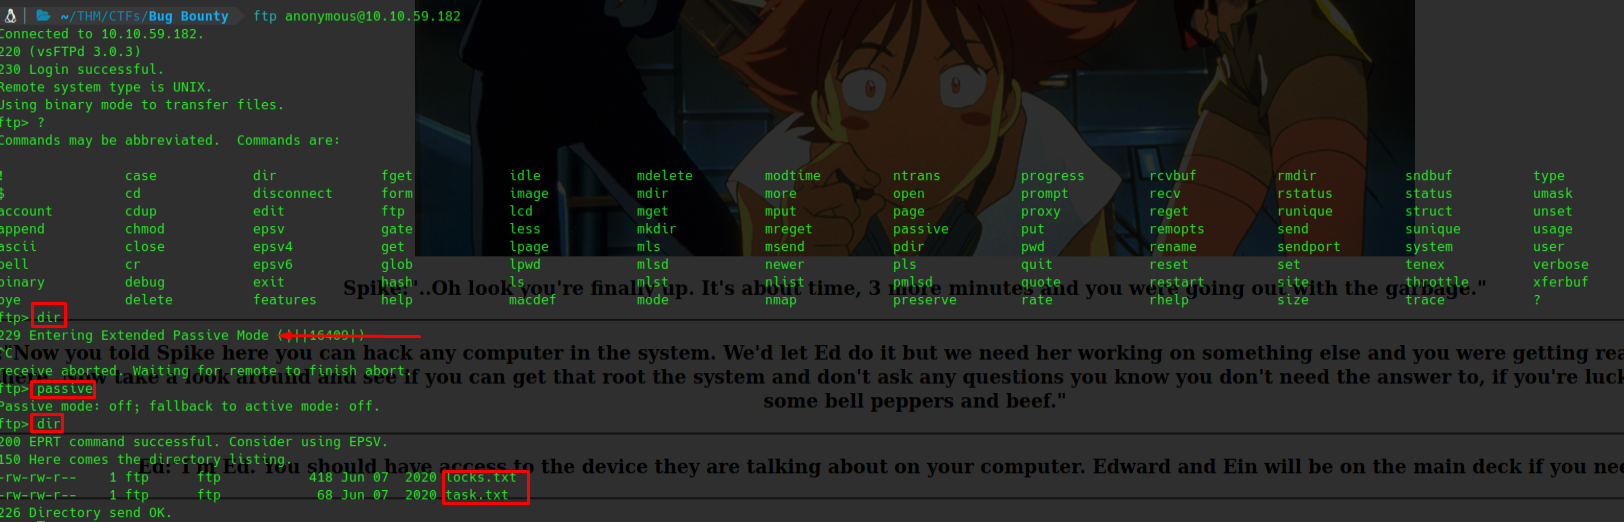 ~/THM/CTFs/Bug Bounty ftp anonymous@10.10.59.182
Connected to 10.10.59.182.
220 (vsFTPd 3.0.3)
230 Login successful.
Remote system type is UNIX.
Using binary mode to transfer files.
ftp> ?
Commands may be abbreviated.  Commands are:
! case dir fget idle mdelete modtime ntrans progress rcvbuf rmdir sndbuf type
$ cd disconnect form image mdir more open prompt recv rstatus status umask
account cdup edit ftp lcd mget mput page proxy reget runique struct unset
append chmod epsv gate less mkdir mreget passive put remopts send sunique usage
ascii close epsv4 get lpage mls msend pdir pwd rename sendport system user
bell cr epsv6 glob lpwd mlsd newer pls quit reset set tenex verbose
binary debug exit hash ls mlst nlist pmlsd quote restart site throttle xferbuf
bye delete features help macdef mode nmap preserve rate rhelp size trace ?
Spike:"..Oh look you're finally up. It's about time, 3 more minutes and you were going out with the garbage."
ftp> dir
229 Entering Extended Passive Mode (|||16409|)
^C
"Now you told Spike here you can hack any computer in the system. We'd let Ed do it but we need her working on something else and you were getting rea
receive aborted. Waiting for remote to finish abort.
now take a look around and see if you can get that root the system and don't ask any questions you know you don't need the answer to, if you're luck
ftp> passive
some bell peppers and beef."
Passive mode: off; fallback to active mode: off.
ftp> dir
200 EPRT command successful. Consider using EPSV.
150 Here comes the directory listing.
Ed:"I'm Ed. You should have access to the device they are talking about on your computer. Edward and Ein will be on the main deck if you nee
-rw-rw-r--    1 ftp      ftp           418 Jun 07  2020 locks.txt
-rw-rw-r--    1 ftp      ftp            68 Jun 07  2020 task.txt
226 Directory send OK.